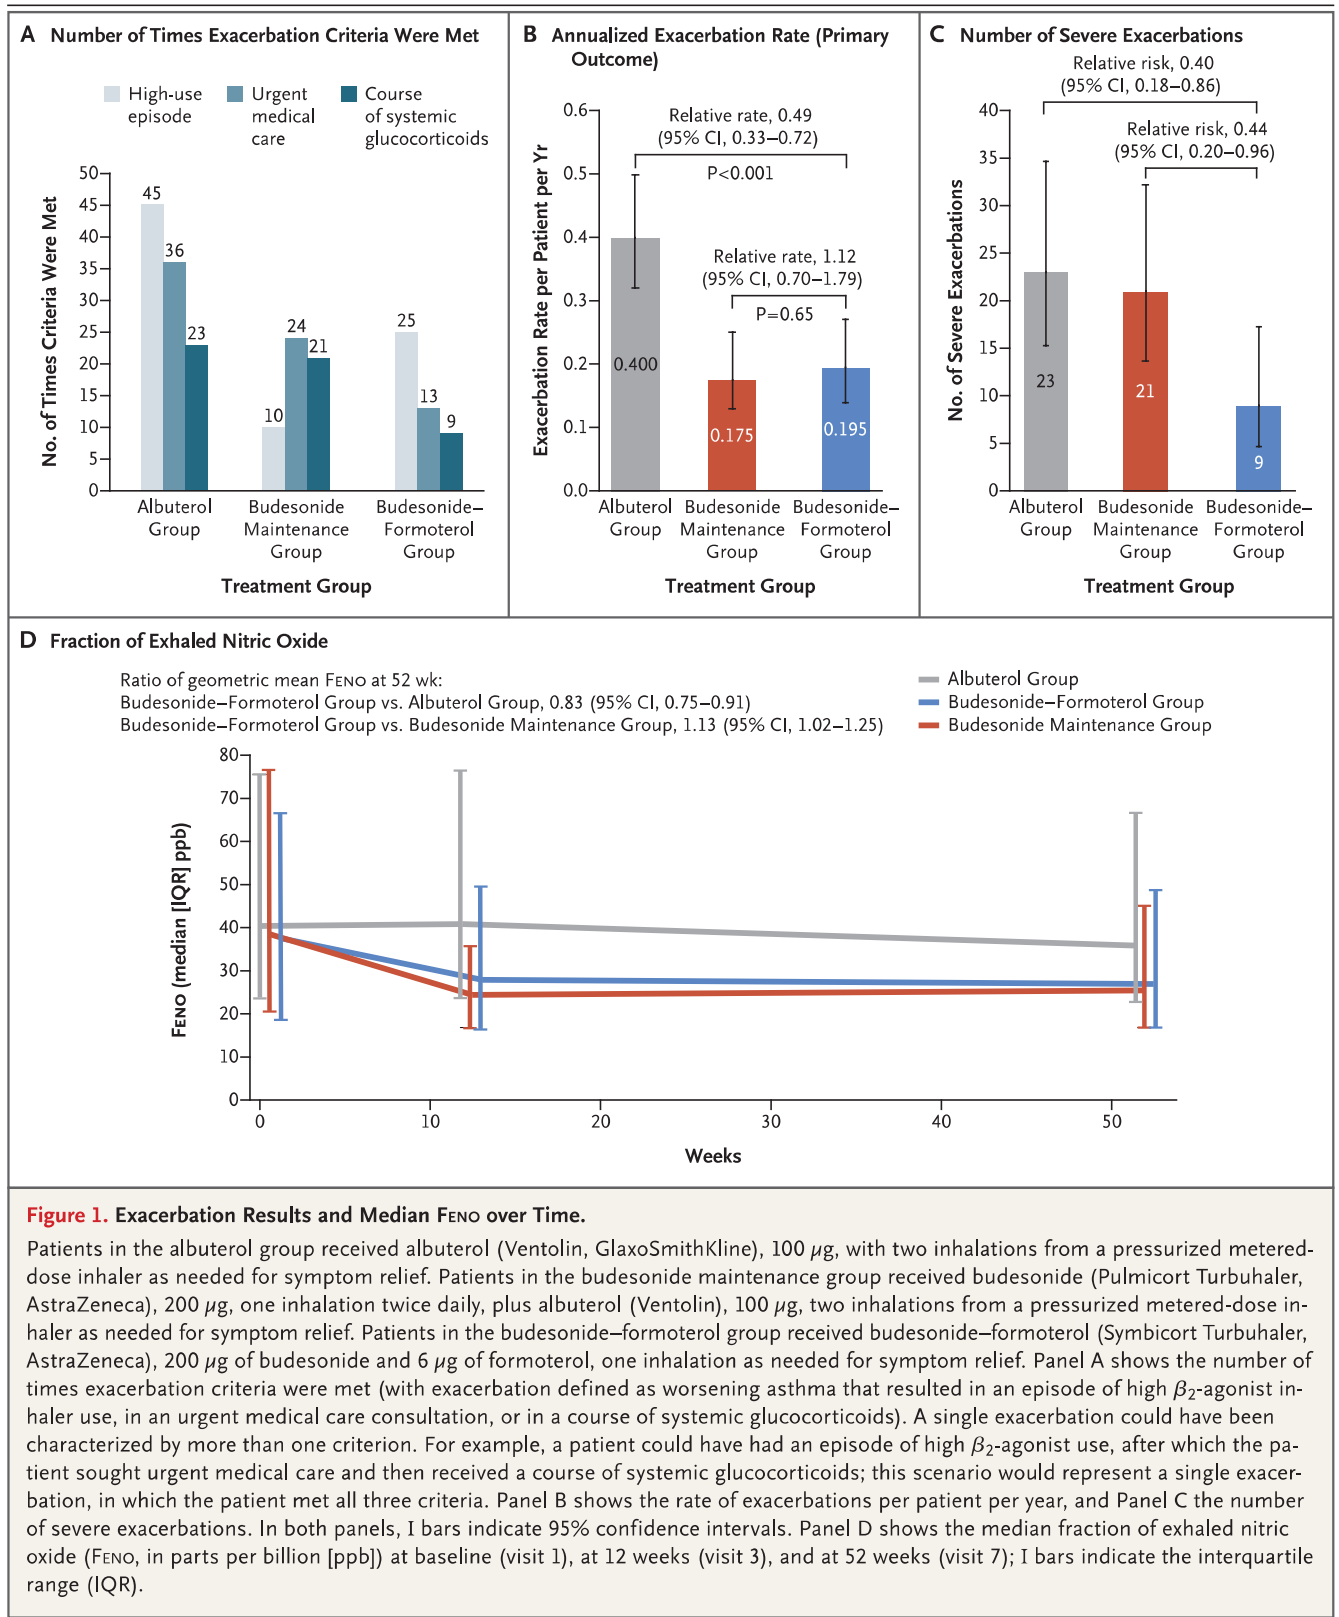 A Number of Times Exacerbation Criteria Were Met
High-use episode
Urgent medical care
Course of systemic glucocorticoids
No. of Times Criteria Were Met
50
45
40
35
30
25
20
15
10
5
0
45
36
23
10
24
21
25
13
9
Albuterol Group
Budesonide Maintenance Group
Budesonide–Formoterol Group
Treatment Group
B Annualized Exacerbation Rate (Primary
Outcome)
Exacerbation Rate per Patient per Yr
0.6
0.5
0.4
0.3
0.2
0.1
0.0
Relative rate, 0.49
(95% CI, 0.33–0.72)
P<0.001
Relative rate, 1.12
(95% CI, 0.70–1.79)
P=0.65
0.400
0.175
0.195
Albuterol Group
Budesonide Maintenance Group
Budesonide–Formoterol Group
Treatment Group
C Number of Severe Exacerbations
Relative risk, 0.40
(95% CI, 0.18–0.86)
Relative risk, 0.44
(95% CI, 0.20–0.96)
No. of Severe Exacerbations
40
35
30
25
20
15
10
5
0
23
21
9
Albuterol Group
Budesonide Maintenance Group
Budesonide–Formoterol Group
Treatment Group
D Fraction of Exhaled Nitric Oxide
Ratio of geometric mean FENO at 52 wk:
Budesonide–Formoterol Group vs. Albuterol Group, 0.83 (95% CI, 0.75–0.91)
Budesonide–Formoterol Group vs. Budesonide Maintenance Group, 1.13 (95% CI, 1.02–1.25)
Albuterol Group
Budesonide–Formoterol Group
Budesonide Maintenance Group
FENO (median [IQR] ppb)
80
70
60
50
40
30
20
10
0
0 10 20 30 40 50
Weeks
Figure 1. Exacerbation Results and Median FENO over Time.
Patients in the albuterol group received albuterol (Ventolin, GlaxoSmithKline), 100 μg, with two inhalations from a pressurized metered-
dose inhaler as needed for symptom relief. Patients in the budesonide maintenance group received budesonide (Pulmicort Turbuhaler,
AstraZeneca), 200 μg, one inhalation twice daily, plus albuterol (Ventolin), 100 μg, two inhalations from a pressurized metered-dose in-
haler as needed for symptom relief. Patients in the budesonide–formoterol group received budesonide–formoterol (Symbicort Turbuhaler,
AstraZeneca), 200 μg of budesonide and 6 μg of formoterol, one inhalation as needed for symptom relief. Panel A shows the number of
times exacerbation criteria were met (with exacerbation defined as worsening asthma that resulted in an episode of high β2-agonist in-
haler use, in an urgent medical care consultation, or in a course of systemic glucocorticoids). A single exacerbation could have been
characterized by more than one criterion. For example, a patient could have had an episode of high β2-agonist use, after which the pa-
tient sought urgent medical care and then received a course of systemic glucocorticoids; this scenario would represent a single exacer-
bation, in which the patient met all three criteria. Panel B shows the rate of exacerbations per patient per year, and Panel C the number
of severe exacerbations. In both panels, I bars indicate 95% confidence intervals. Panel D shows the median fraction of exhaled nitric
oxide (FENO, in parts per billion [ppb]) at baseline (visit 1), at 12 weeks (visit 3), and at 52 weeks (visit 7); I bars indicate the interquartile
range (IQR).